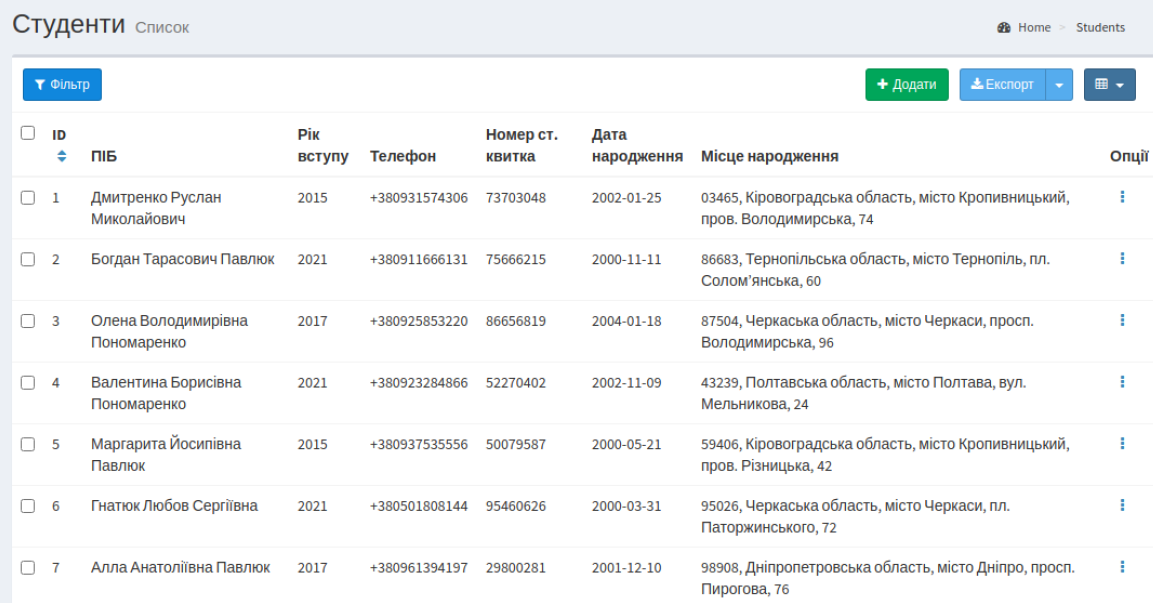 Студенти Список
Home > Students
Фільтр
Додати
Експорт
ID ПІБ Рік вступу Телефон Номер ст. квитка Дата народження Місце народження Опції
1 Дмитренко Руслан Миколайович 2015 +380931574306 73703048 2002-01-25 03465, Кіровоградська область, місто Кропивницький, пров. Володимирська, 74
2 Богдан Тарасович Павлюк 2021 +380911666131 75666215 2000-11-11 86683, Тернопільська область, місто Тернопіль, пл. Солом’янська, 60
3 Олена Володимирівна Пономаренко 2017 +380925853220 86656819 2004-01-18 87504, Черкаська область, місто Черкаси, просп. Володимирська, 96
4 Валентина Борисівна Пономаренко 2021 +380923284866 52270402 2002-11-09 43239, Полтавська область, місто Полтава, вул. Мельникова, 24
5 Маргарита Йосипівна Павлюк 2015 +380937535556 50079587 2000-05-21 59406, Кіровоградська область, місто Кропивницький, пров. Різницька, 42
6 Гнатюк Любов Сергіївна 2021 +380501808144 95460626 2000-03-31 95026, Черкаська область, місто Черкаси, пл. Паторжинського, 72
7 Алла Анатоліївна Павлюк 2017 +380961394197 29800281 2001-12-10 98908, Дніпропетровська область, місто Дніпро, просп. Пирогова, 76